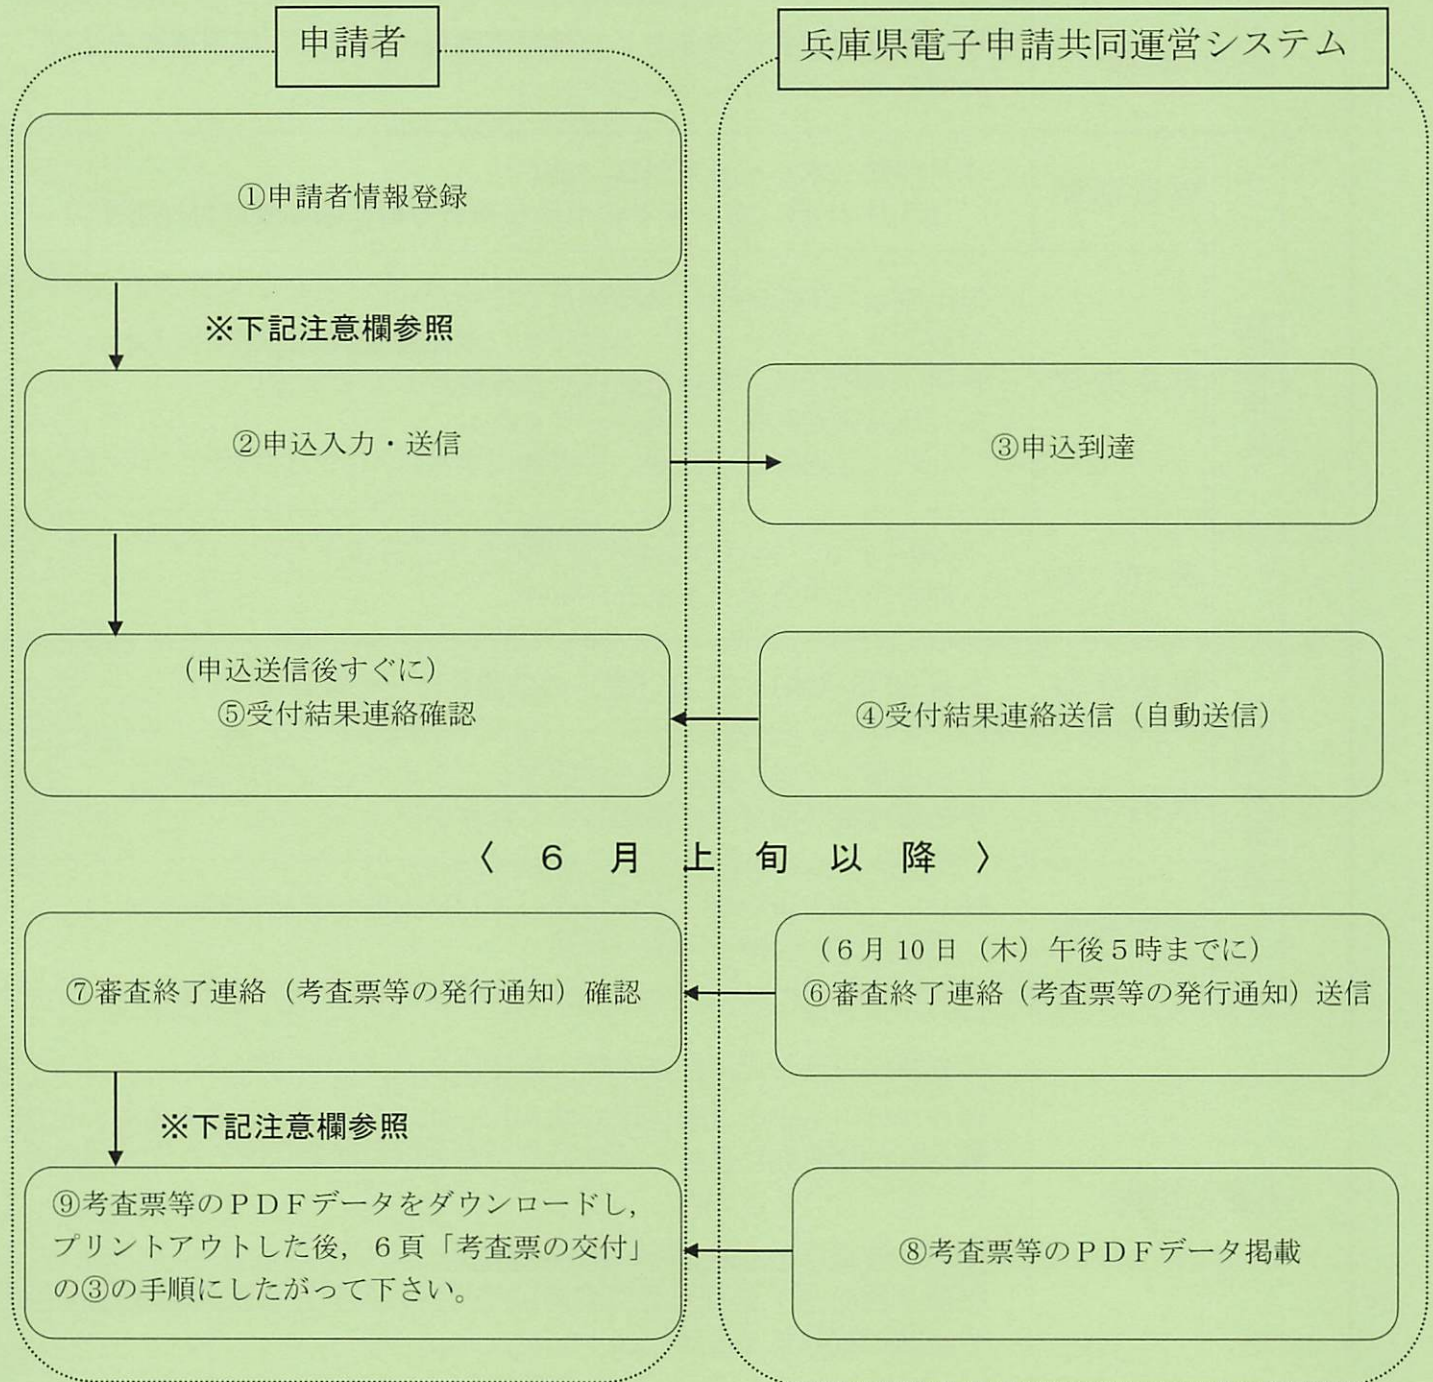 申請者
兵庫県電子申請共同運営システム
①申請者情報登録
※下記注意欄参照
②申込入力・送信
③申込到達
（申込送信後すぐに）
⑤受付結果連絡確認
④受付結果連絡送信（自動送信）
〈 ６ 月 上 旬 以 降 〉
（６月 10 日（木）午後５時までに）
⑦審査終了連絡（考査票等の発行通知）確認
⑥審査終了連絡（考査票等の発行通知）送信
※下記注意欄参照
⑨考査票等のＰＤＦデータをダウンロードし，
プリントアウトした後，６頁「考査票の交付」
の③の手順にしたがって下さい。
⑧考査票等のＰＤＦデータ掲載